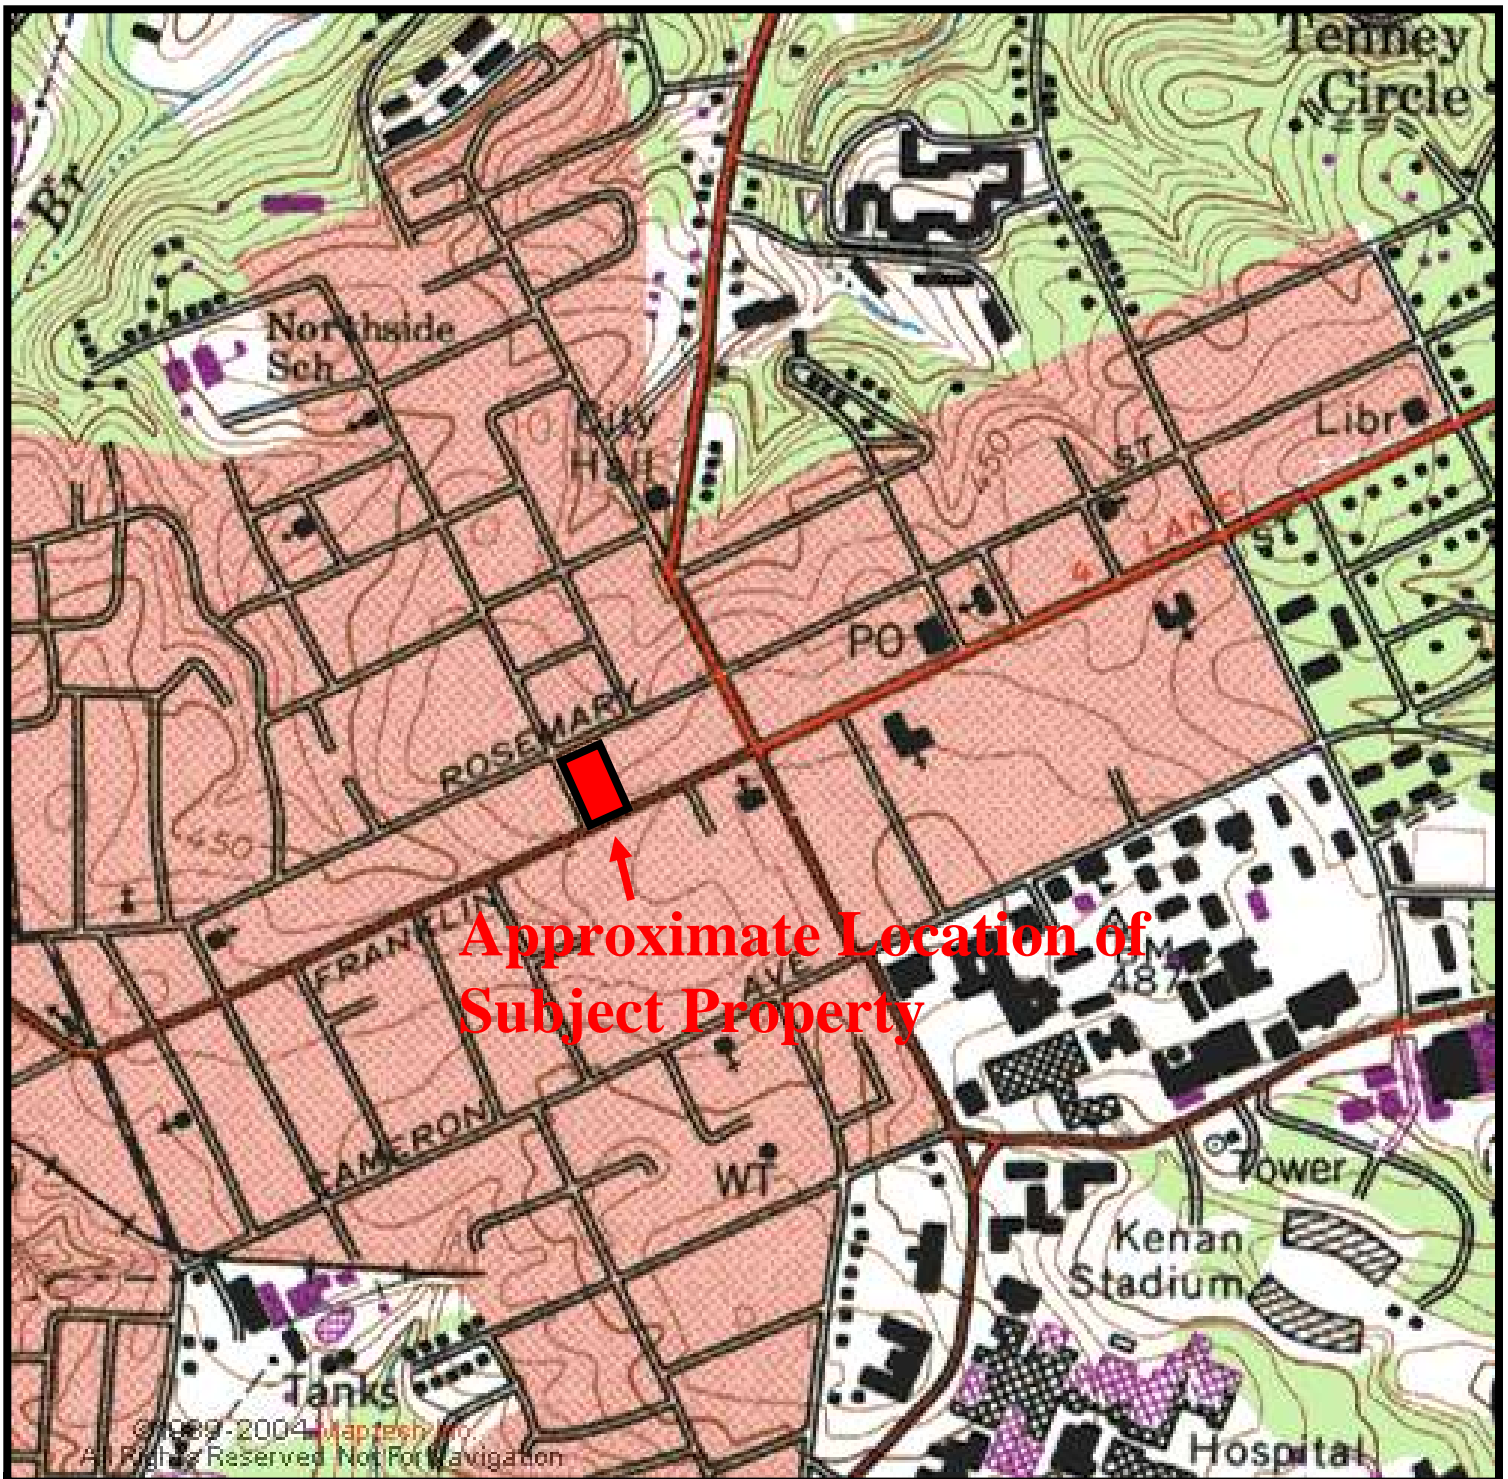 Tenney
Circle
Br
Northside
Sch
City
Hall
450
ST
Libr
4 LANE
ST
PO
ROSEMARY
450
FRANKLIN
Approximate Location of
Subject Property
AVE
487
CAMERON
WT
Tower
Kenan
Stadium
Tanks
©1999-2004 Maptech Inc.
All Rights Reserved Not For Navigation
Hospital